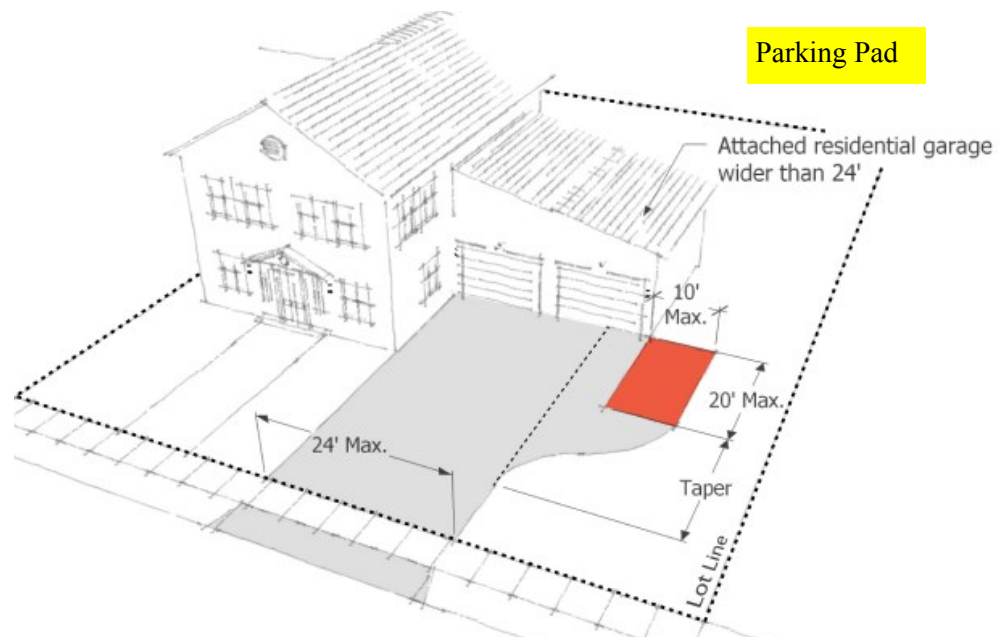 Parking Pad
Attached residential garage
wider than 24'
10'
Max.
20' Max.
24' Max.
Taper
Lot Line